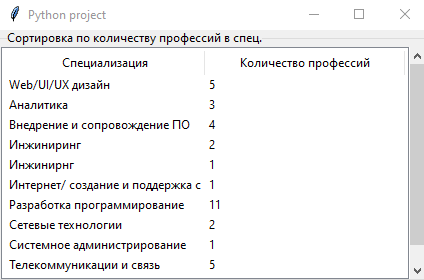 Python project
Сортировка по количеству профессий в спец.
Специализация Количество профессий
Web/UI/UX дизайн 5
Аналитика 3
Внедрение и сопровождение ПО 4
Инжиниринг 2
Инжинирнг 1
Интернет/ создание и поддержка с 1
Разработка программирование 11
Сетевые технологии 2
Системное администрирование 1
Телекоммуникации и связь 5